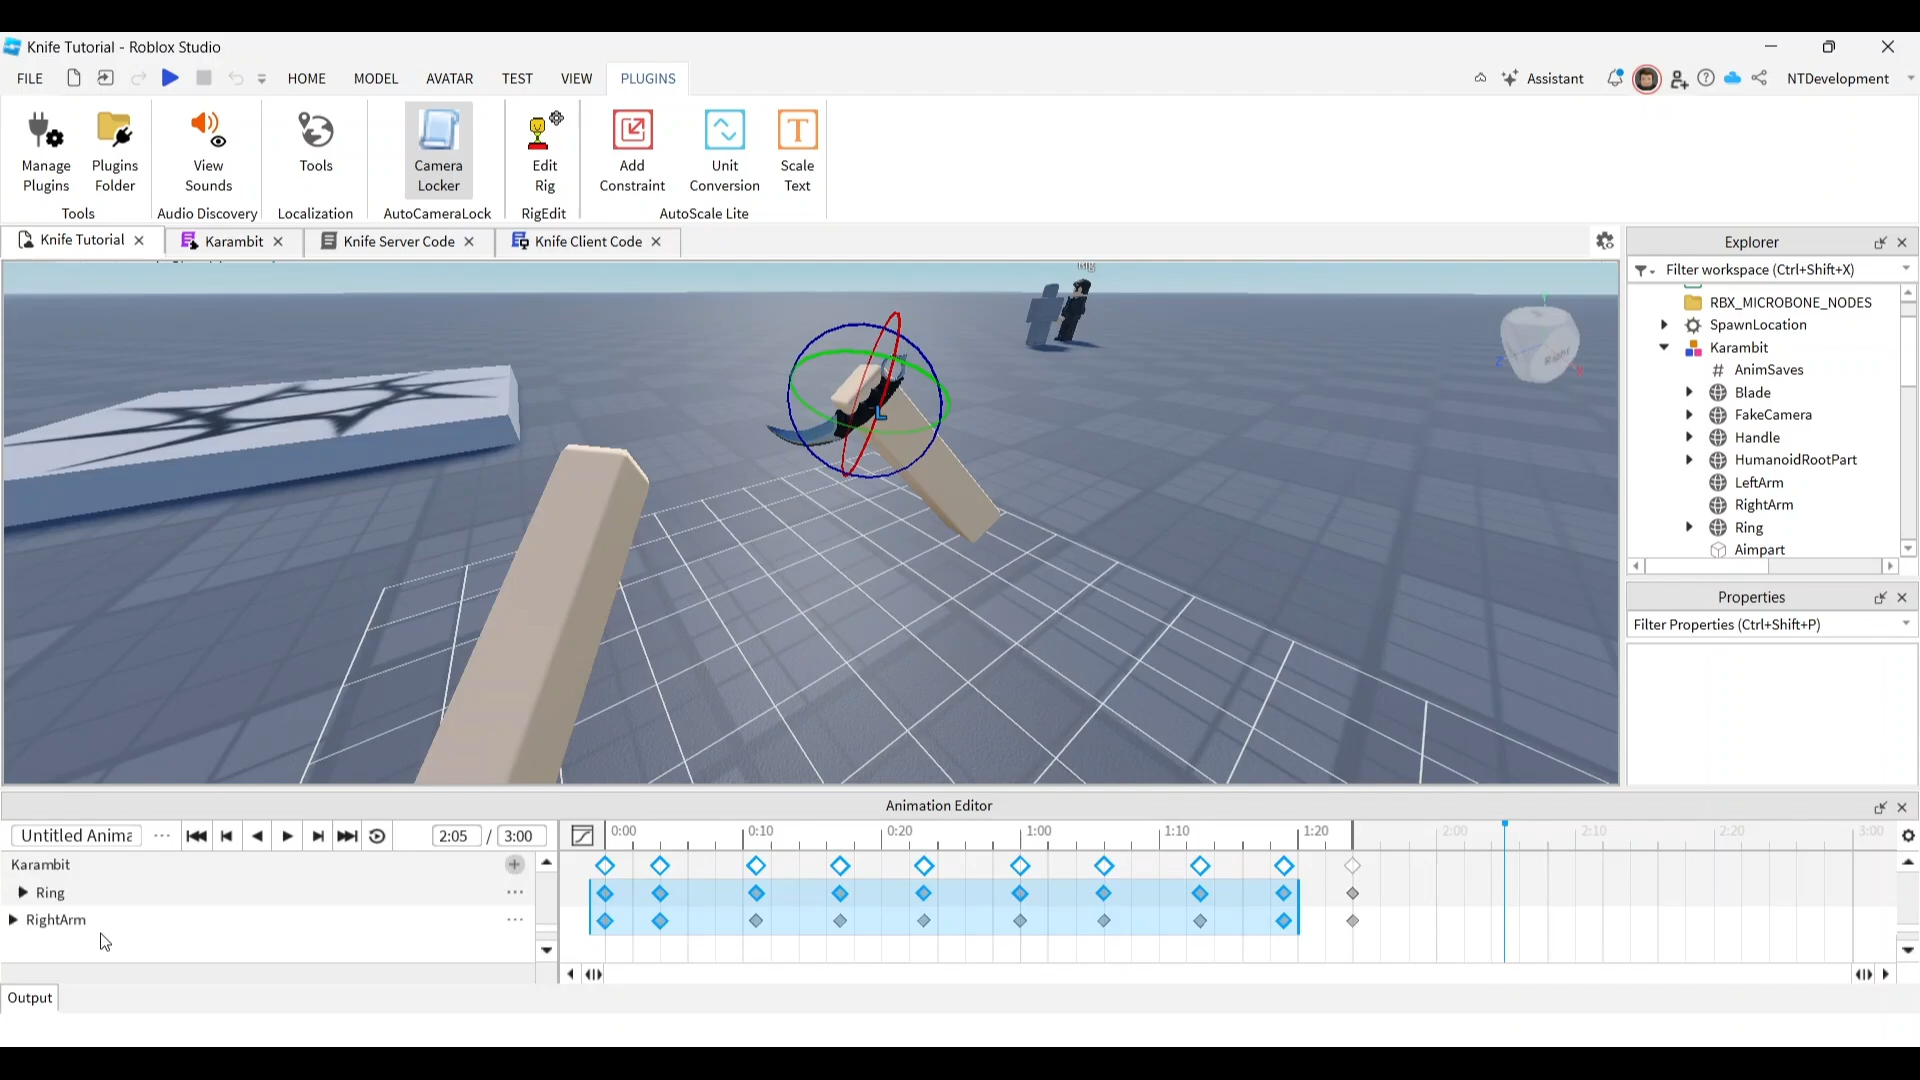 Knife Tutorial - Roblox Studio
FILE HOME MODEL AVATAR TEST VIEW PLUGINS Assistant NTDevelopment
Manage Plugins
Plugins Folder
View Sounds
Tools
Camera Locker
Edit Rig
Add Constraint
Unit Conversion
Scale Text
Tools Audio Discovery Localization AutoCameraLock RigEdit AutoScale Lite
Knife Tutorial Karambit Knife Server Code Knife Client Code
Rig
Right
Explorer
Filter workspace (Ctrl+Shift+X)
RBX_MICROBONE_NODES
SpawnLocation
Karambit
AnimSaves
Blade
FakeCamera
Handle
HumanoidRootPart
LeftArm
RightArm
Ring
Aimpart
Properties
Filter Properties (Ctrl+Shift+P)
Animation Editor
Untitled Anima 2:05 / 3:00
0:00 0:10 0:20 1:00 1:10 1:20 2:00 2:10 2:20 3:00
Karambit
Ring
RightArm
Output